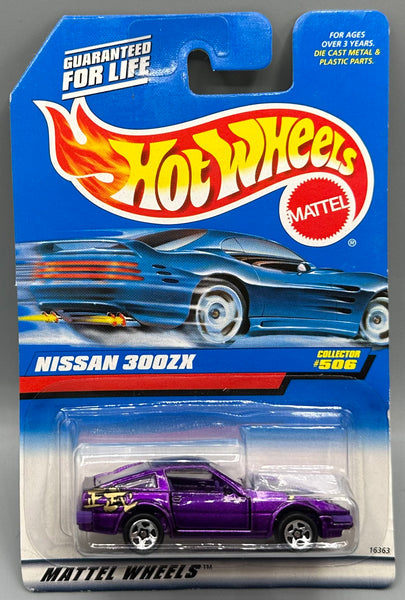 GUARANTEED
FOR LIFE
FOR AGES
OVER 3 YEARS.
DIE CAST METAL &
PLASTIC PARTS.
HOT WHEELS
MATTEL
®
NISSAN 300ZX
COLLECTOR
#506
16363
MATTEL WHEELS™